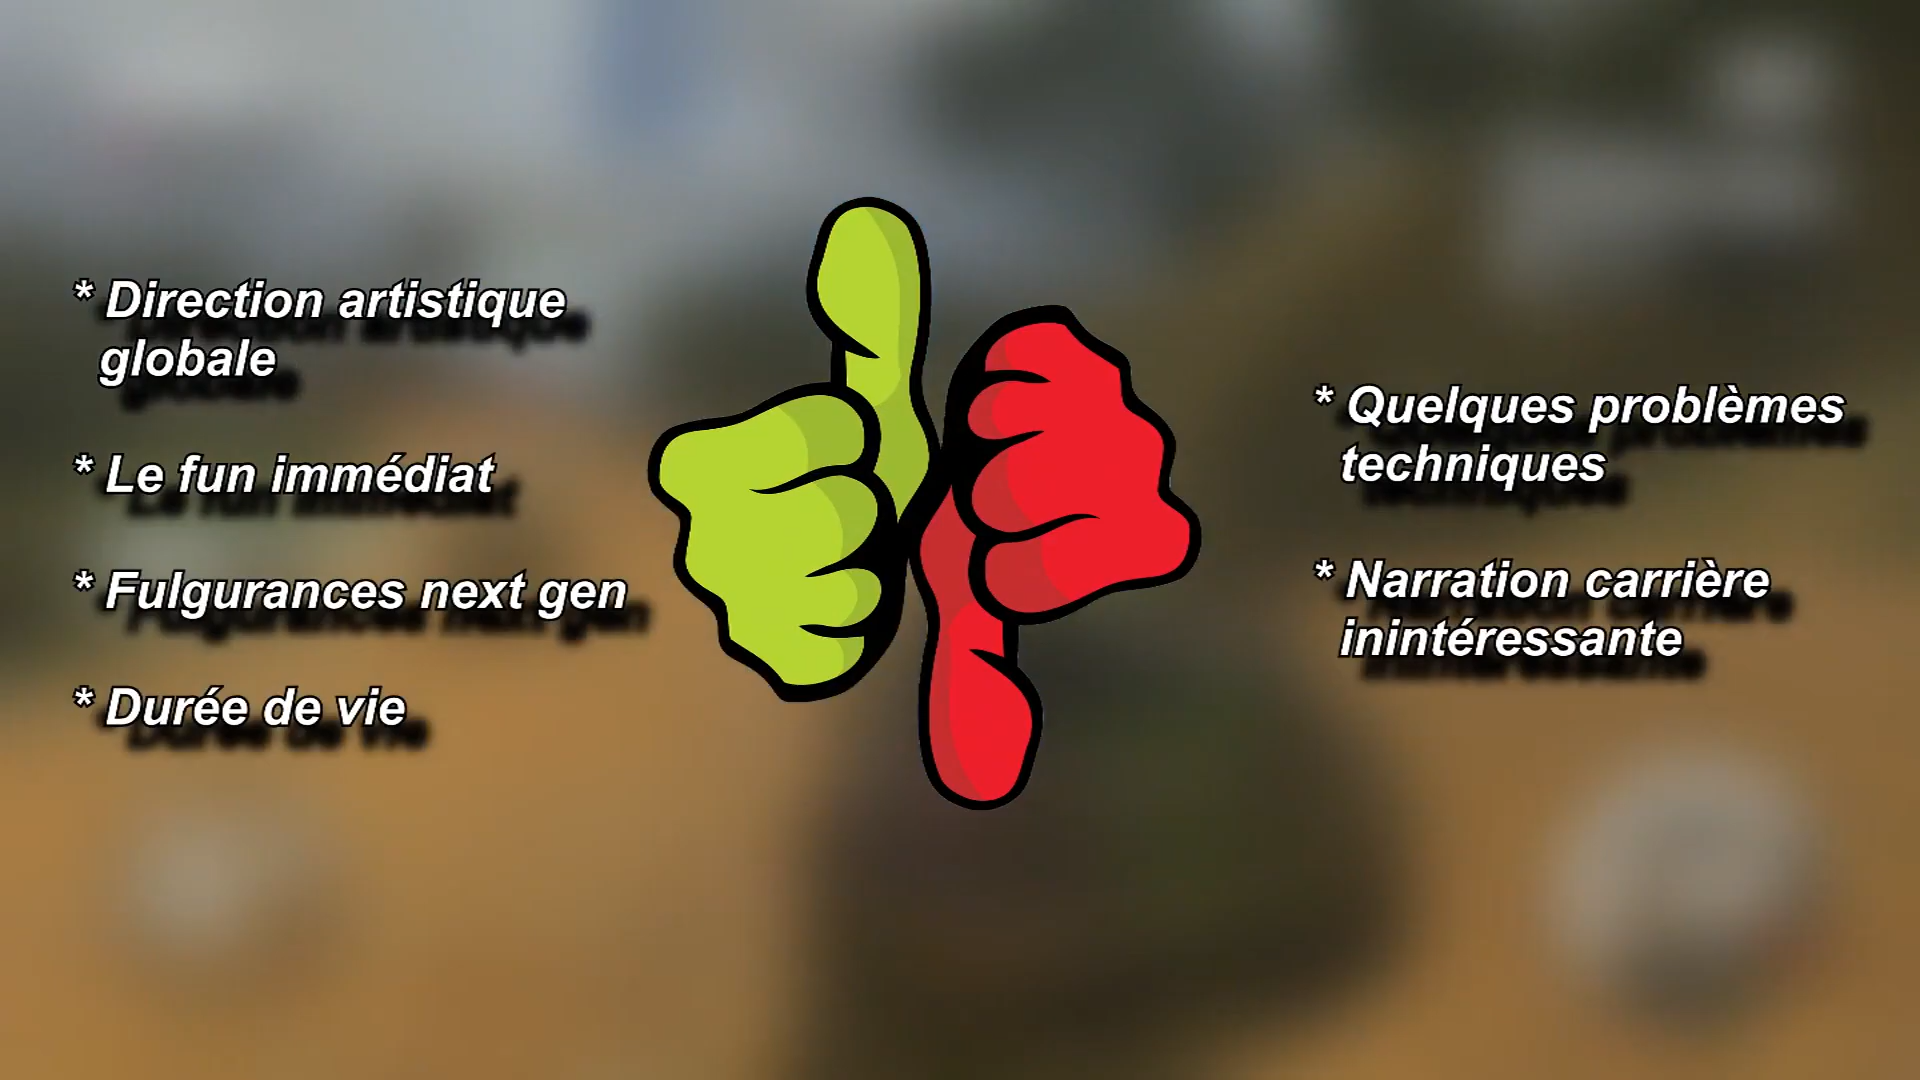 * Direction artistique
globale
* Le fun immédiat
* Fulgurances next gen
* Durée de vie
* Quelques problèmes
techniques
* Narration carrière
inintéressante